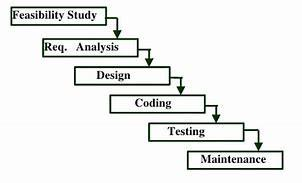 Feasibility Study
Req. Analysis
Design
Coding
Testing
Maintenance